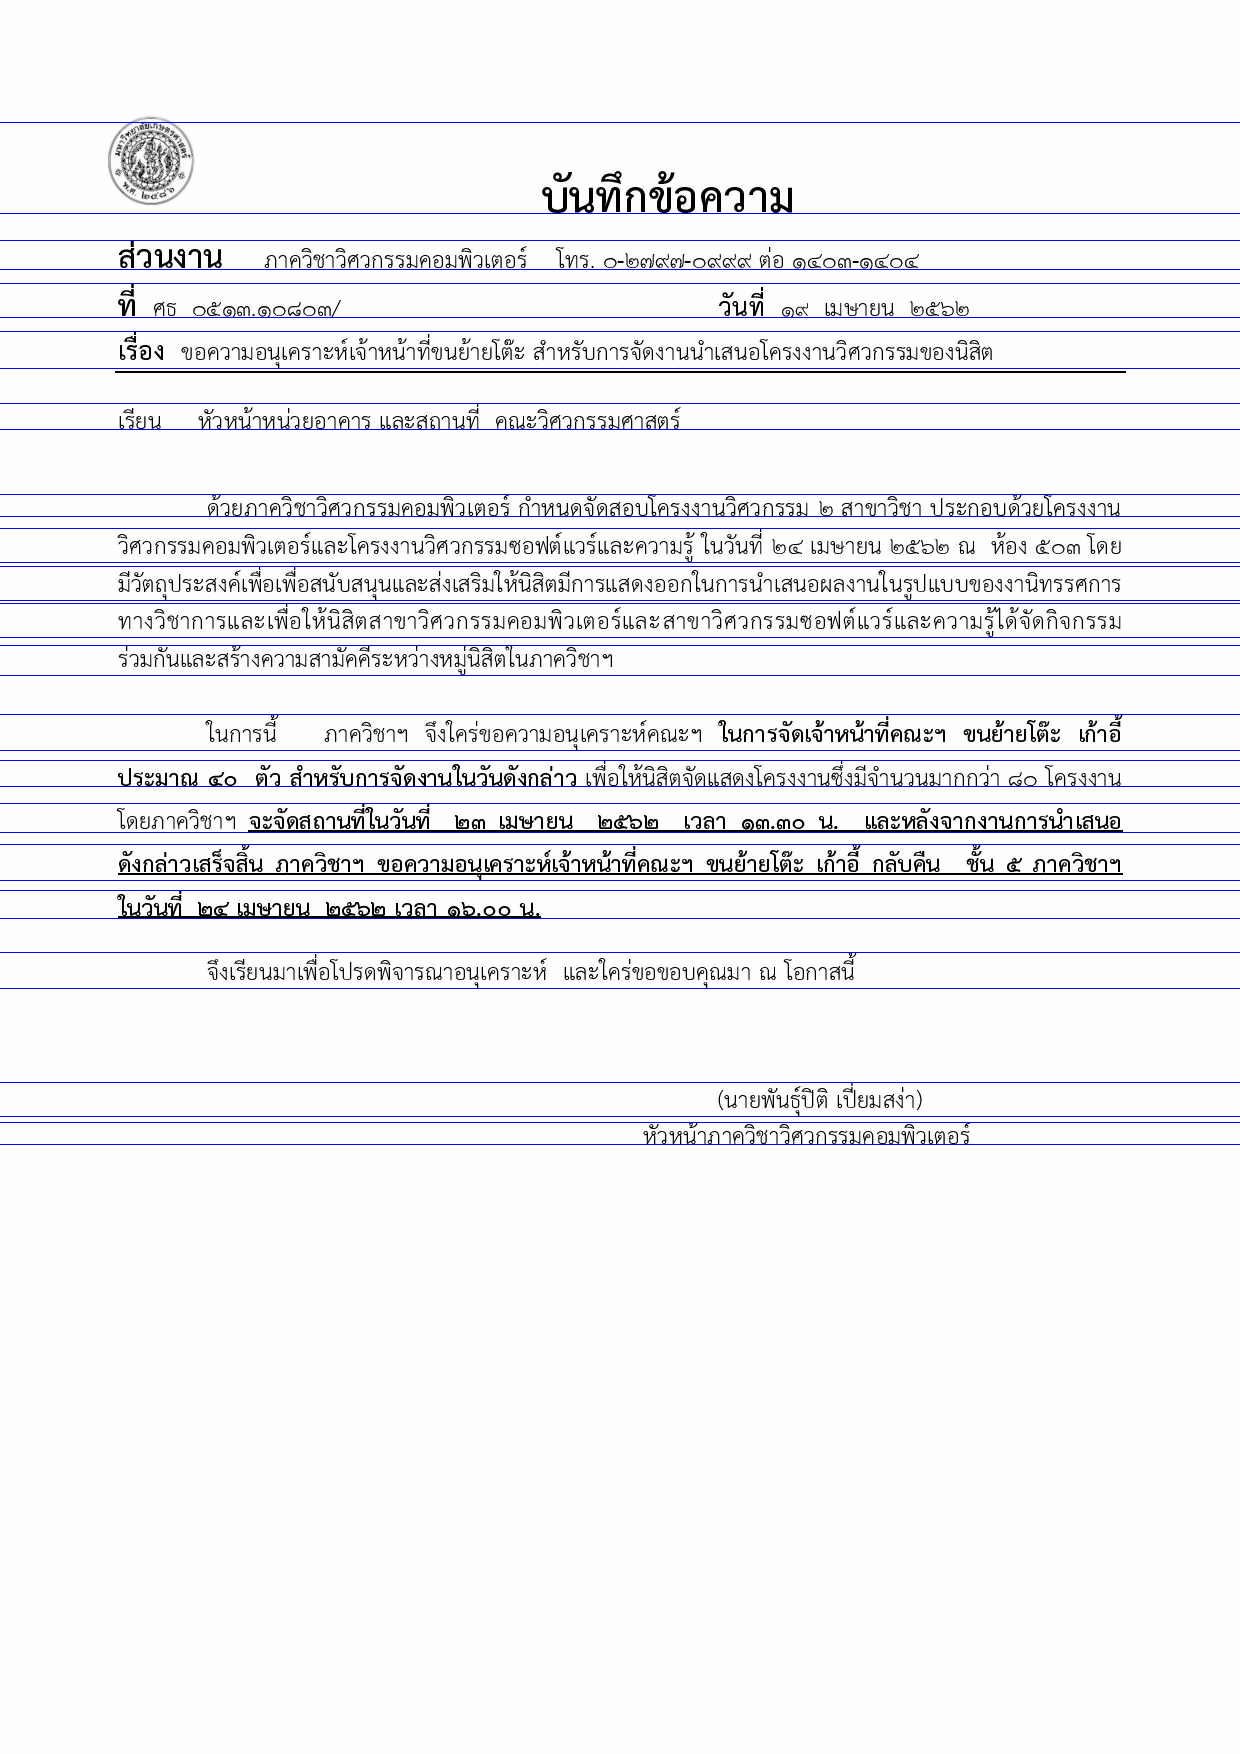 มหาวิทยาลัยเกษตรศาสตร์
พ.ศ. ๒๔๘๖
บันทึกข้อความ
ส่วนงาน ภาควิชาวิศวกรรมคอมพิวเตอร์ โทร. ๐-๒๗๙๗-๐๙๙๙ ต่อ ๑๔๐๓-๑๔๐๔
ที่ ศธ ๐๕๑๓.๑๐๘๐๓/ วันที่ ๑๙ เมษายน ๒๕๖๒
เรื่อง ขอความอนุเคราะห์เจ้าหน้าที่ขนย้ายโต๊ะ สำหรับการจัดงานนำเสนอโครงงานวิศวกรรมของนิสิต
เรียน หัวหน้าหน่วยอาคาร และสถานที่ คณะวิศวกรรมศาสตร์
ด้วยภาควิชาวิศวกรรมคอมพิวเตอร์ กำหนดจัดสอบโครงงานวิศวกรรม ๒ สาขาวิชา ประกอบด้วยโครงงาน
วิศวกรรมคอมพิวเตอร์และโครงงานวิศวกรรมซอฟต์แวร์และความรู้ ในวันที่ ๒๔ เมษายน ๒๕๖๒ ณ ห้อง ๕๐๓ โดย
มีวัตถุประสงค์เพื่อเพื่อสนับสนุนและส่งเสริมให้นิสิตมีการแสดงออกในการนำเสนอผลงานในรูปแบบของงานิทรรศการ
ทางวิชาการและเพื่อให้นิสิตสาขาวิศวกรรมคอมพิวเตอร์และสาขาวิศวกรรมซอฟต์แวร์และความรู้ได้จัดกิจกรรม
ร่วมกันและสร้างความสามัคคีระหว่างหมู่นิสิตในภาควิชาฯ
ในการนี้ ภาควิชาฯ จึงใคร่ขอความอนุเคราะห์คณะฯ ในการจัดเจ้าหน้าที่คณะฯ ขนย้ายโต๊ะ เก้าอี้
ประมาณ ๔๐ ตัว สำหรับการจัดงานในวันดังกล่าว เพื่อให้นิสิตจัดแสดงโครงงานซึ่งมีจำนวนมากกว่า ๘๐ โครงงาน
โดยภาควิชาฯ จะจัดสถานที่ในวันที่ ๒๓ เมษายน ๒๕๖๒ เวลา ๑๓.๓๐ น. และหลังจากงานการนำเสนอ
ดังกล่าวเสร็จสิ้น ภาควิชาฯ ขอความอนุเคราะห์เจ้าหน้าที่คณะฯ ขนย้ายโต๊ะ เก้าอี้ กลับคืน ชั้น ๕ ภาควิชาฯ
ในวันที่ ๒๔ เมษายน ๒๕๖๒ เวลา ๑๖.๐๐ น.
จึงเรียนมาเพื่อโปรดพิจารณาอนุเคราะห์ และใคร่ขอขอบคุณมา ณ โอกาสนี้
(นายพันธุ์ปิติ เปี่ยมสง่า)
หัวหน้าภาควิชาวิศวกรรมคอมพิวเตอร์